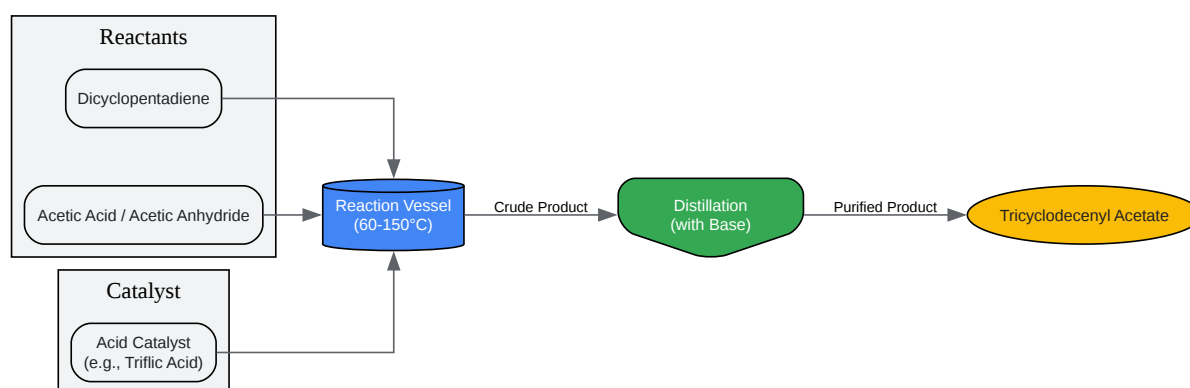 Reactants
Dicyclopentadiene
Acetic Acid / Acetic Anhydride
Reaction Vessel
(60-150°C)
Crude Product
Distillation
(with Base)
Purified Product
Tricyclodecenyl Acetate
Catalyst
Acid Catalyst
(e.g., Triflic Acid)